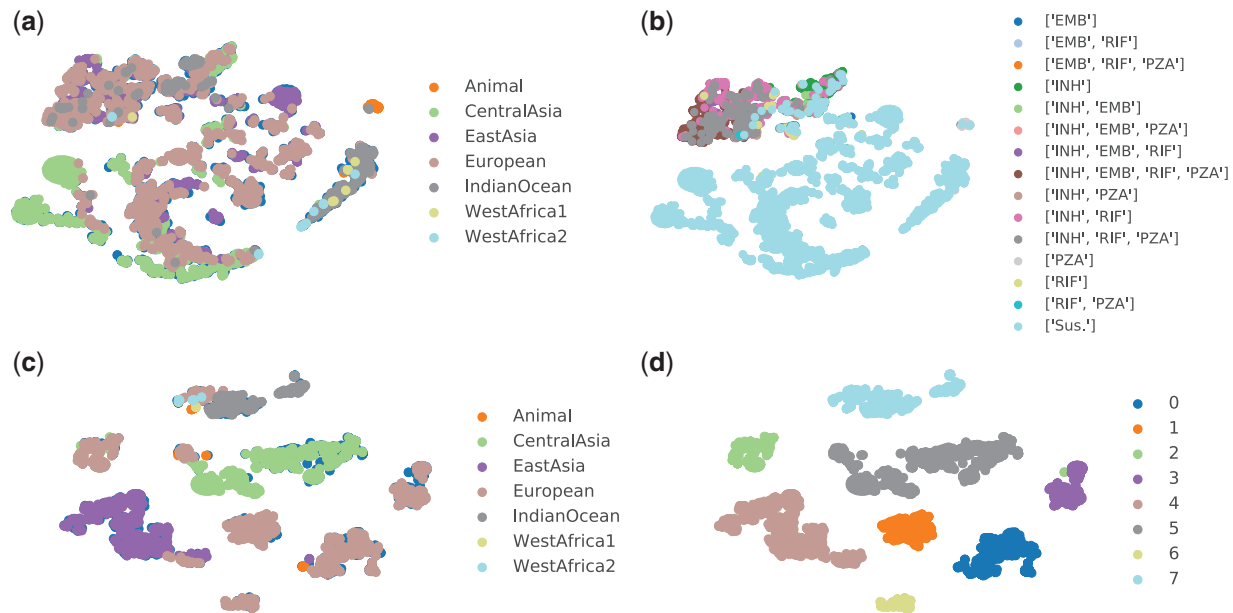 (a)
Animal
CentralAsia
EastAsia
European
IndianOcean
WestAfrica1
WestAfrica2
(b)
['EMB']
['EMB', 'RIF']
['EMB', 'RIF', 'PZA']
['INH']
['INH', 'EMB']
['INH', 'EMB', 'PZA']
['INH', 'EMB', 'RIF']
['INH', 'EMB', 'RIF', 'PZA']
['INH', 'PZA']
['INH', 'RIF']
['INH', 'RIF', 'PZA']
['PZA']
['RIF']
['RIF', 'PZA']
['Sus.']
(c)
Animal
CentralAsia
EastAsia
European
IndianOcean
WestAfrica1
WestAfrica2
(d)
0
1
2
3
4
5
6
7